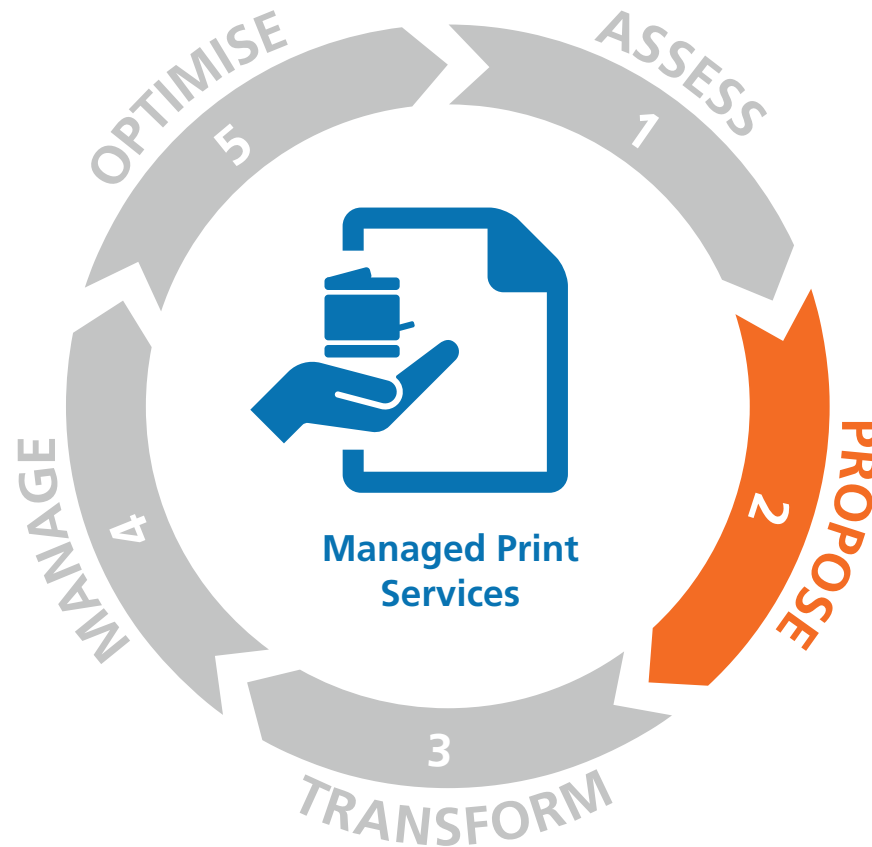 ASSESS
1
PROPOSE
2
TRANSFORM
3
MANAGE
4
OPTIMISE
5
Managed Print
Services